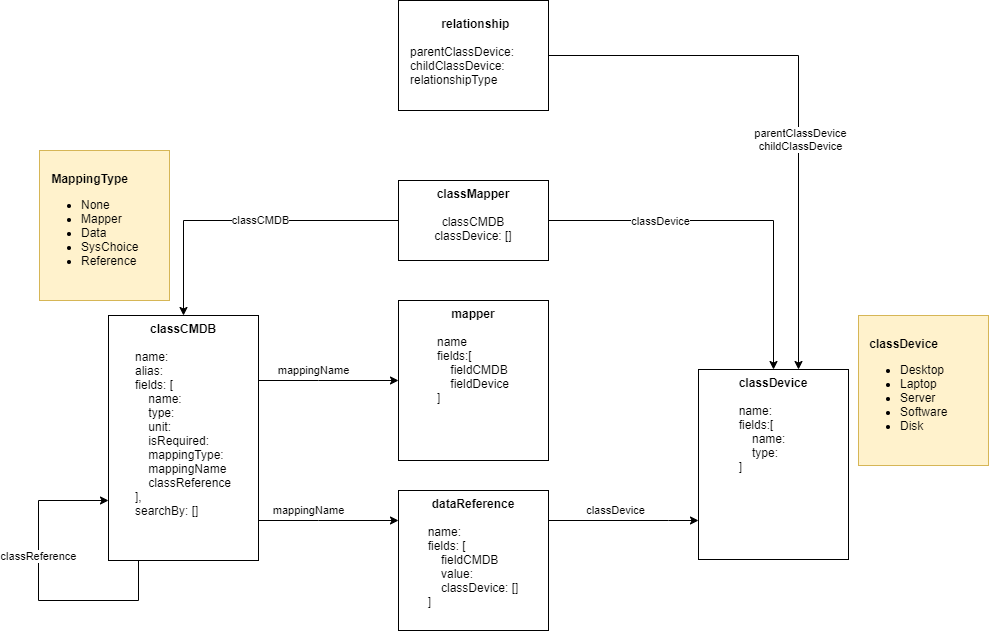 relationship
parentClassDevice:
childClassDevice:
relationshipType
parentClassDevice
childClassDevice
MappingType
None
Mapper
Data
SysChoice
Reference
classMapper
classCMDB
classDevice: []
classCMDB
classDevice
classCMDB
name:
alias:
fields: [
name:
type:
unit:
isRequired:
mappingType:
mappingName
classReference
],
searchBy: []
classReference
mappingName
mapper
name
fields:[
fieldCMDB
fieldDevice
]
mappingName
dataReference
name:
fields: [
fieldCMDB
value:
classDevice: []
]
classDevice
classDevice
name:
fields:[
name:
type:
]
classDevice
Desktop
Laptop
Server
Software
Disk